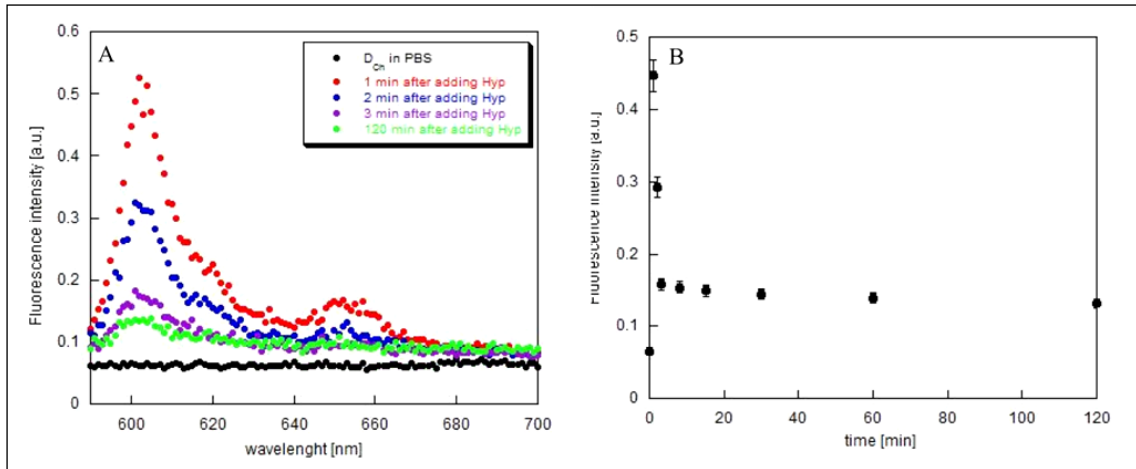 A
D_Ch in PBS
1 min after adding Hyp
2 min after adding Hyp
3 min after adding Hyp
120 min after adding Hyp
Fluorescence intensity [a.u.]
0.6
0.5
0.4
0.3
0.2
0.1
0
600 620 640 660 680 700
wavelenght [nm]
B
Fluorescence intensity [a.u.]
0.5
0.4
0.3
0.2
0.1
0
0 20 40 60 80 100 120
time [min]